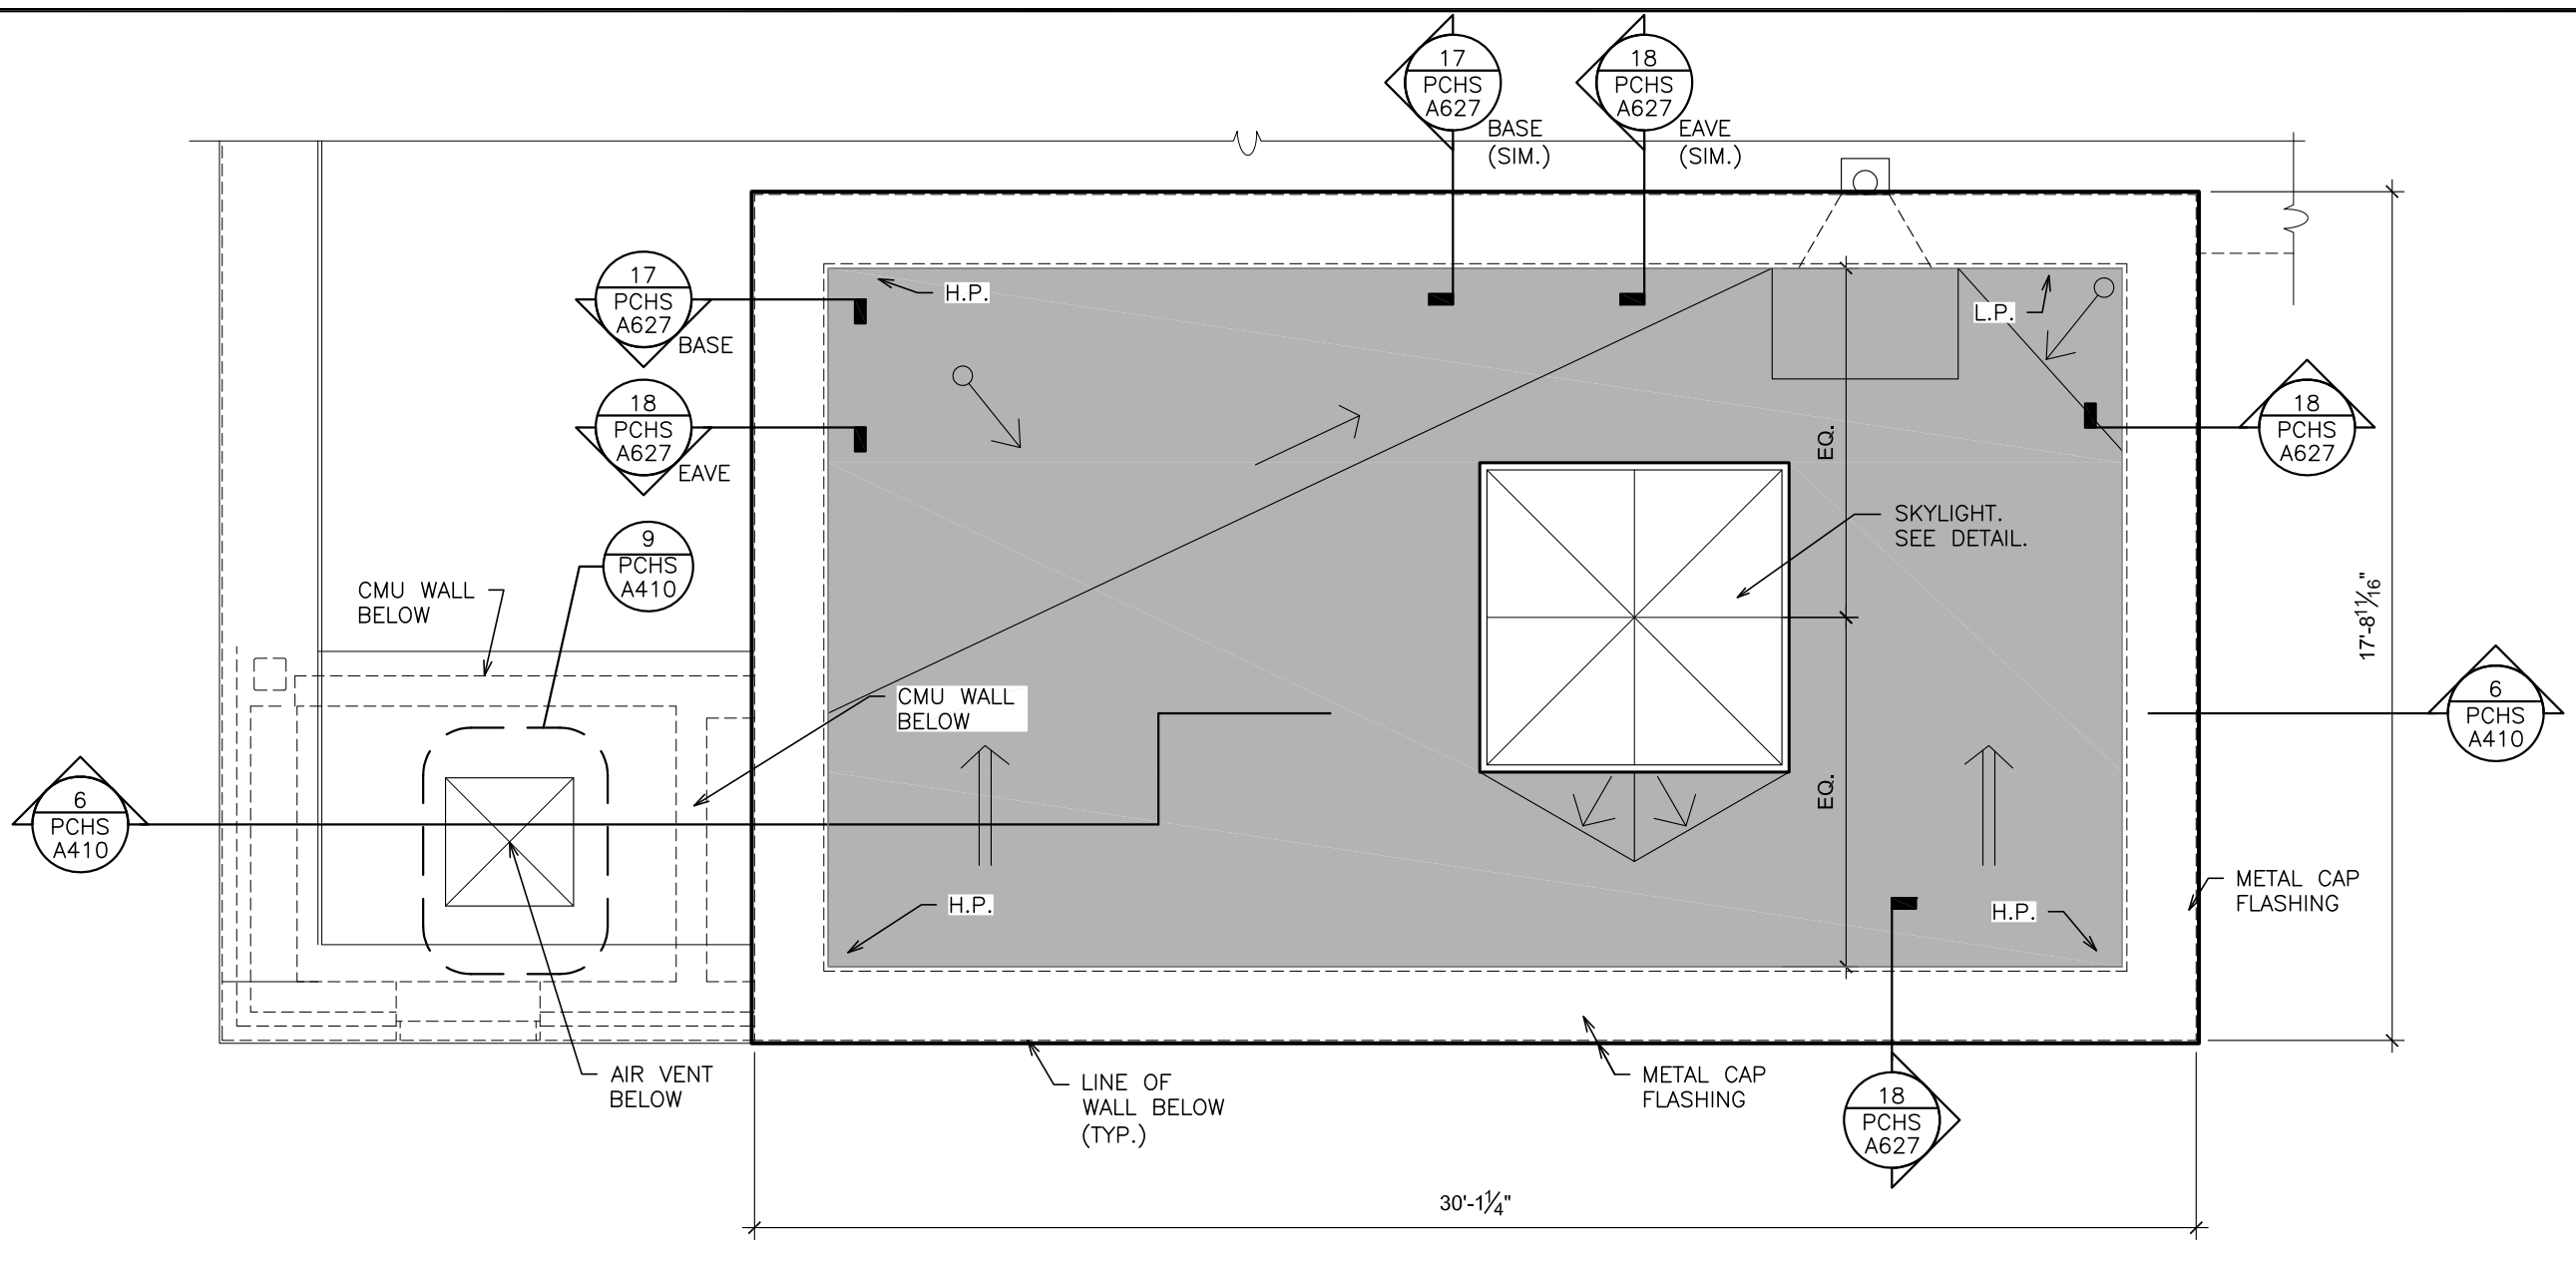 17
PCHS
A627
BASE
(SIM.)
18
PCHS
A627
EAVE
(SIM.)
17
PCHS
A627
BASE
H.P.
L.P.
18
PCHS
A627
EAVE
18
PCHS
A627
EQ.
SKYLIGHT.
SEE DETAIL.
9
PCHS
A410
CMU WALL
BELOW
17'-8 11/16"
CMU WALL
BELOW
6
PCHS
A410
6
PCHS
A410
EQ.
H.P.
H.P.
METAL CAP
FLASHING
AIR VENT
BELOW
LINE OF
WALL BELOW
(TYP.)
METAL CAP
FLASHING
18
PCHS
A627
30'-1 1/4"